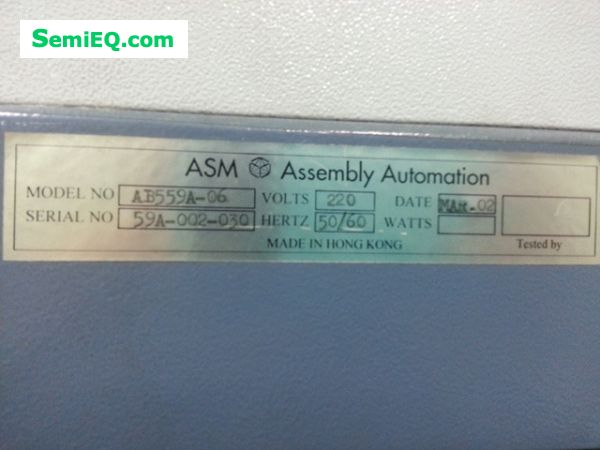 SemiEQ.com
ASM Assembly Automation
MODEL NO AB559A-06 VOLTS 220 DATE MAR.02
SERIAL NO 59A-002-030 HERTZ 50/60 WATTS
MADE IN HONG KONG Tested by